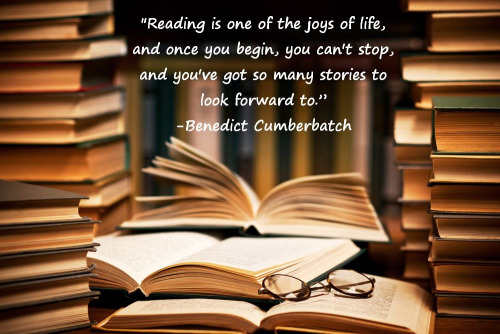 "Reading is one of the joys of life,
and once you begin, you can't stop,
and you've got so many stories to
look forward to.”
-Benedict Cumberbatch